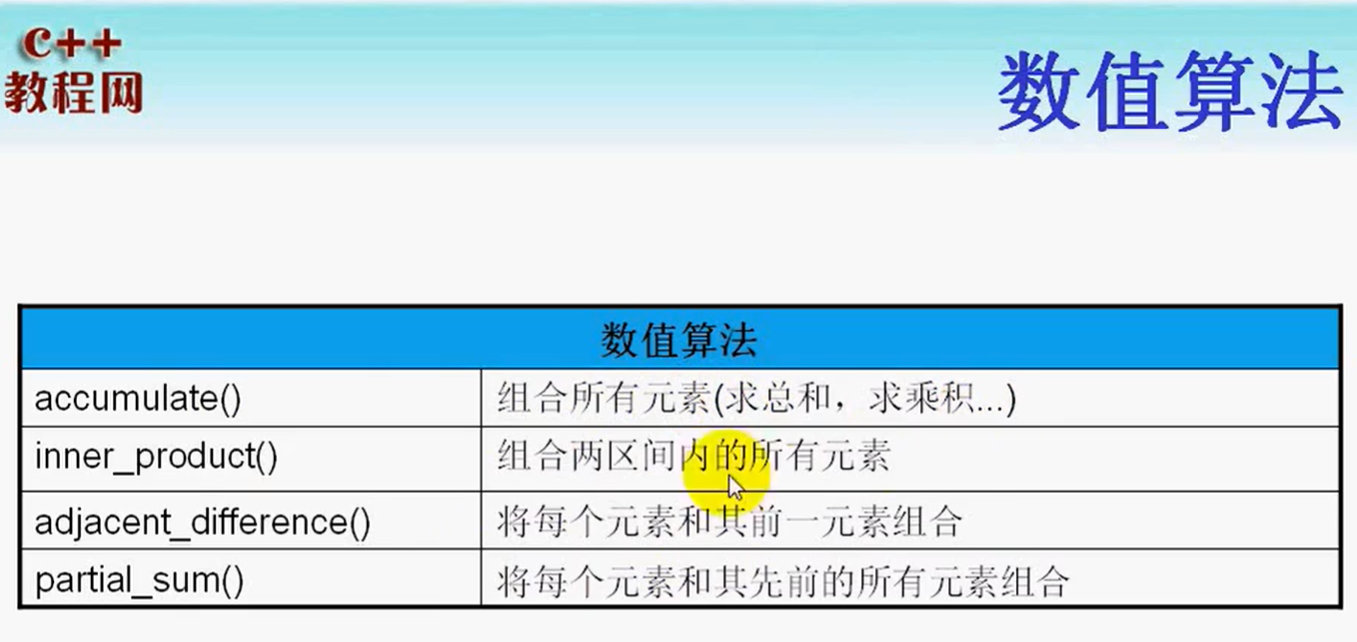 C++
教程网
数值算法
数值算法
accumulate() 组合所有元素(求总和，求乘积...)
inner_product() 组合两区间内的所有元素
adjacent_difference() 将每个元素和其前一元素组合
partial_sum() 将每个元素和其先前的所有元素组合